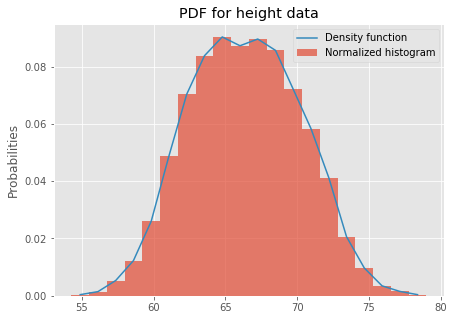 PDF for height data
Density function
Normalized histogram
Probabilities
0.08
0.06
0.04
0.02
0.00
55 60 65 70 75 80